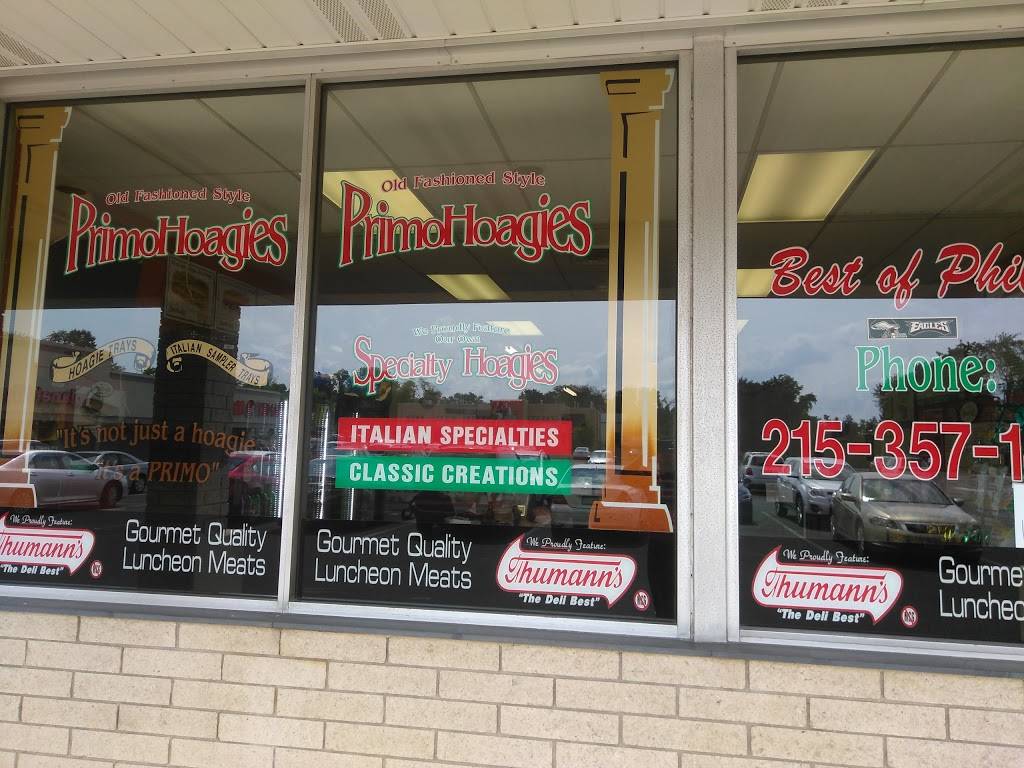 Old Fashioned Style
PrimoHoagies
HOAGIE TRAYS
ITALIAN SAMPLER TRAYS
"It's not just a hoagie
it's a PRIMO"
We Proudly Feature:
Thumann's
"The Deli Best"
Gourmet Quality
Luncheon Meats
Old Fashioned Style
PrimoHoagies
We Proudly Feature
Our Own
Specialty Hoagies
ITALIAN SPECIALTIES
CLASSIC CREATIONS
Gourmet Quality
Luncheon Meats
We Proudly Feature:
Thumann's
"The Deli Best"
Best of Phi
EAGLES
Phone:
215-357-1
We Proudly Feature:
Thumann's
"The Deli Best"
Gourme
Lunche